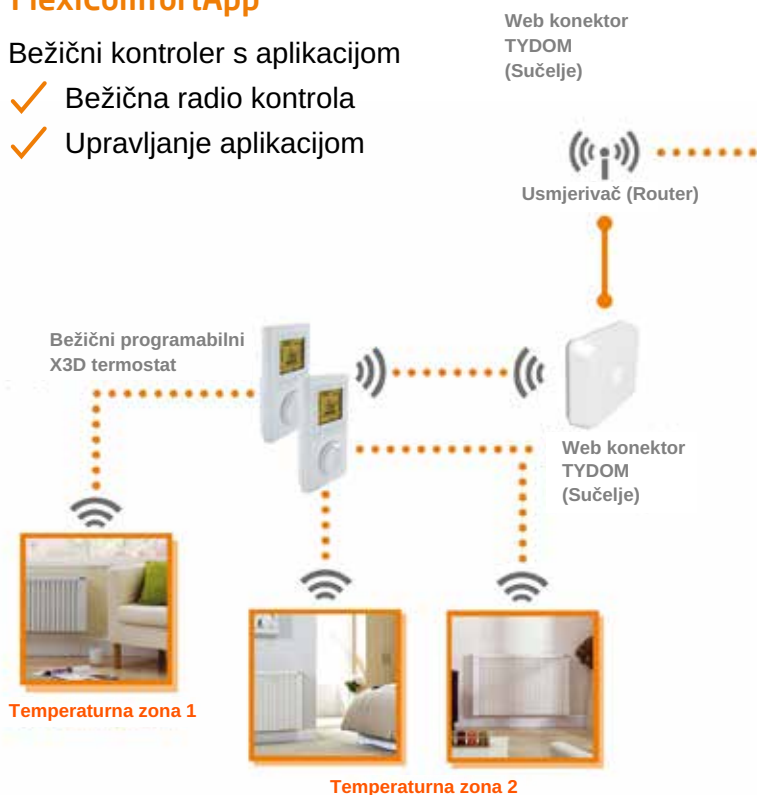 FlexiComfortApp
Bežični kontroler s aplikacijom
Bežična radio kontrola
Upravljanje aplikacijom
Web konektor
TYDOM
(Sučelje)
Usmjerivač (Router)
Bežični programabilni
X3D termostat
Web konektor
TYDOM
(Sučelje)
Temperaturna zona 1
Temperaturna zona 2